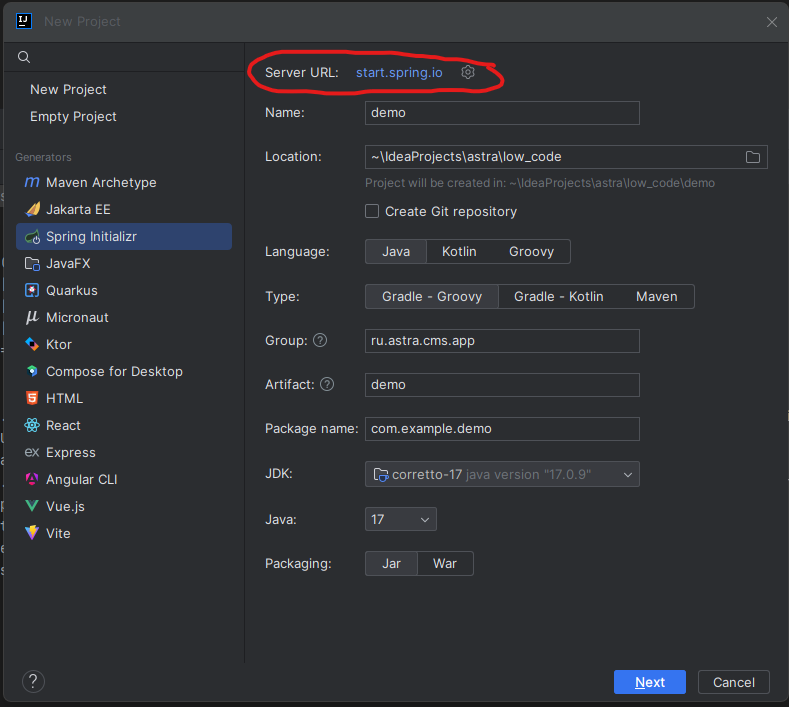 New Project
New Project
Empty Project
Generators
Maven Archetype
Jakarta EE
Spring Initializr
JavaFX
Quarkus
Micronaut
Ktor
Compose for Desktop
HTML
React
ex Express
Angular CLI
Vue.js
Vite
Server URL: start.spring.io
Name: demo
Location: ~\IdeaProjects\astra\low_code
Project will be created in: ~\IdeaProjects\astra\low_code\demo
Create Git repository
Language: Java Kotlin Groovy
Type: Gradle - Groovy Gradle - Kotlin Maven
Group: ? ru.astra.cms.app
Artifact: ? demo
Package name: com.example.demo
JDK: corretto-17 java version "17.0.9"
Java: 17
Packaging: Jar War
? Next Cancel